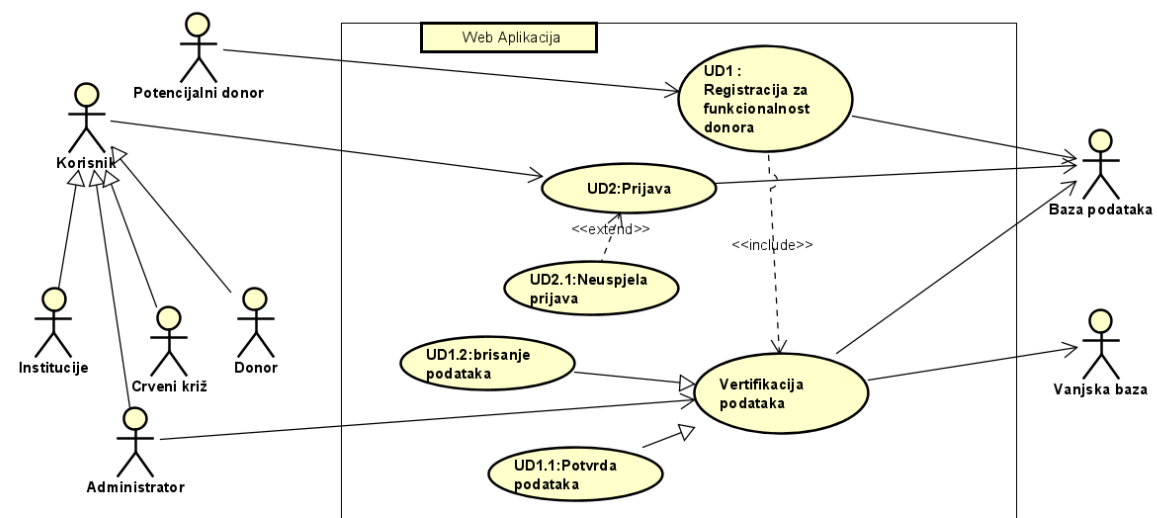 Web Aplikacija
Potencijalni donor
UD1 :
Registracija za
funkcionalnost
donora
Korisnik
UD2:Prijava
Baza podataka
<<extend>>
<<include>>
UD2.1:Neuspjela
prijava
Institucije
Crveni križ
Donor
UD1.2:brisanje
podataka
Vertifikacija
podataka
Vanjska baza
UD1.1:Potvrda
podataka
Administrator